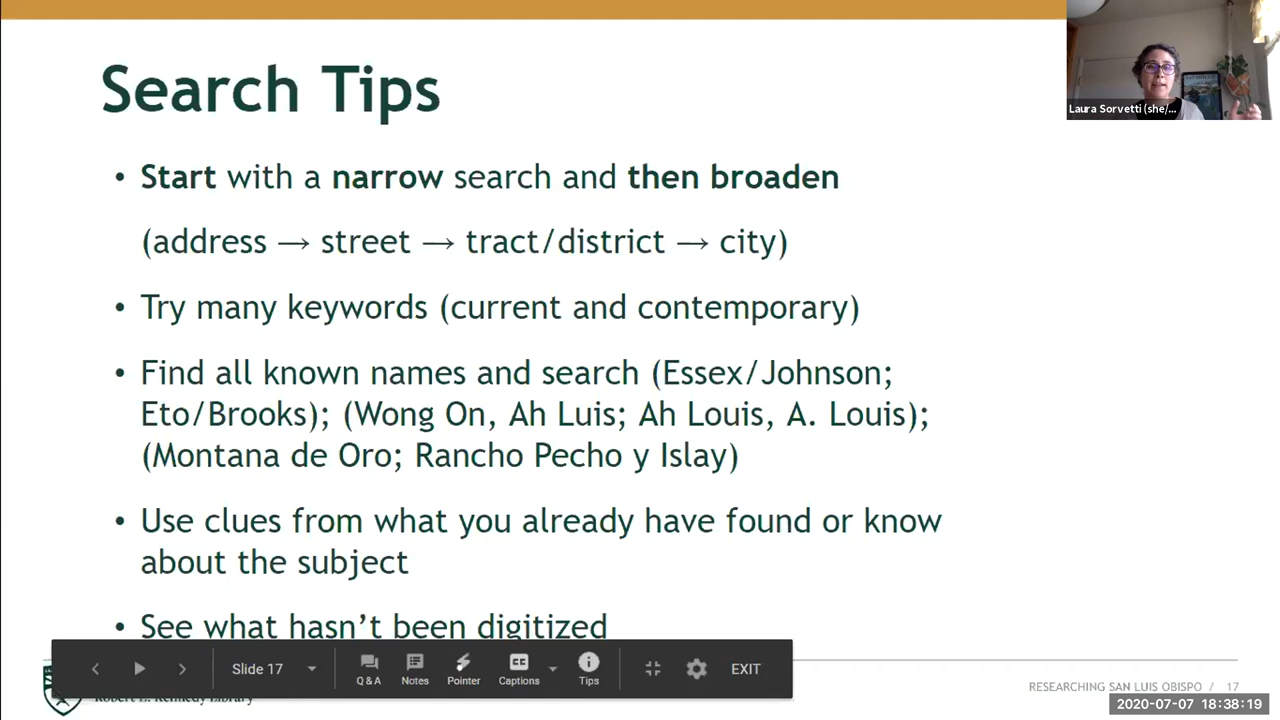 Search Tips
Laura Sorvetti (she/...
• Start with a narrow search and then broaden
(address → street → tract/district → city)
• Try many keywords (current and contemporary)
• Find all known names and search (Essex/Johnson;
Eto/Brooks); (Wong On, Ah Luis; Ah Louis, A. Louis);
(Montana de Oro; Rancho Pecho y Islay)
• Use clues from what you already have found or know
about the subject
• See what hasn't been digitized
Slide 17
Q & A
Notes
Pointer
Captions
Tips
EXIT
Robert E. Kennedy Library
RESEARCHING SAN LUIS OBISPO / 17
2020-07-07 18:38:19